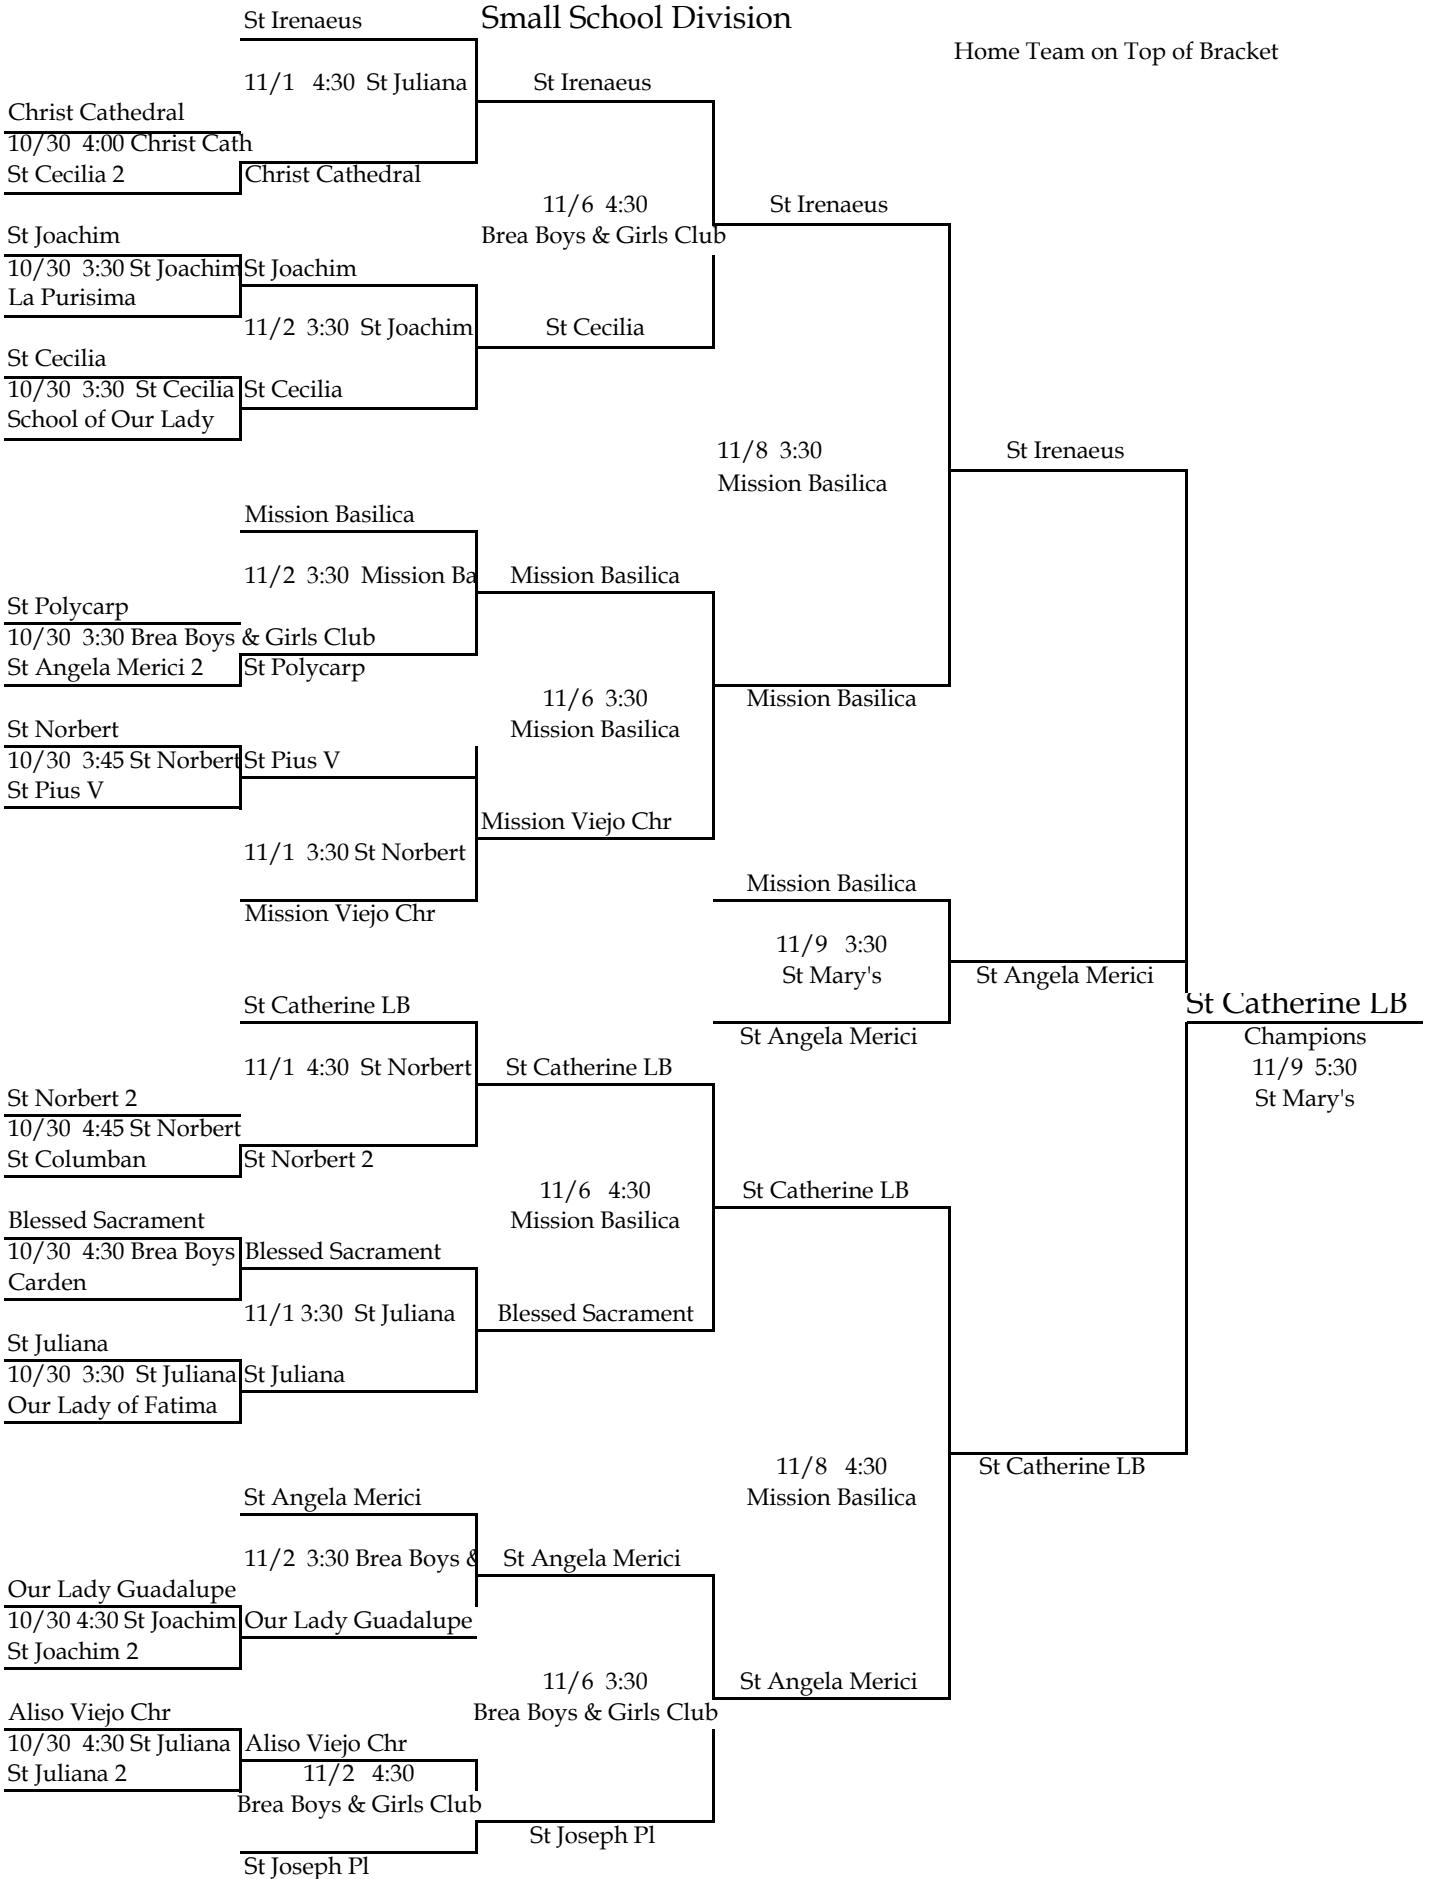 St Irenaeus
Small School Division
Home Team on Top of Bracket
11/1 4:30 St Juliana
St Irenaeus
Christ Cathedral
10/30 4:00 Christ Cath
St Cecilia 2
Christ Cathedral
11/6 4:30
St Irenaeus
St Joachim
Brea Boys & Girls Club
10/30 3:30 St Joachim
St Joachim
La Purisima
11/2 3:30 St Joachim
St Cecilia
St Cecilia
10/30 3:30 St Cecilia
St Cecilia
School of Our Lady
11/8 3:30
St Irenaeus
Mission Basilica
Mission Basilica
11/2 3:30 Mission Ba
Mission Basilica
St Polycarp
10/30 3:30 Brea Boys & Girls Club
St Angela Merici 2
St Polycarp
11/6 3:30
Mission Basilica
St Norbert
Mission Basilica
10/30 3:45 St Norbert
St Pius V
St Pius V
Mission Viejo Chr
11/1 3:30 St Norbert
Mission Basilica
Mission Viejo Chr
11/9 3:30
St Mary's
St Angela Merici
St Catherine LB
St Catherine LB
St Angela Merici
Champions
11/1 4:30 St Norbert
St Catherine LB
11/9 5:30
St Norbert 2
St Mary's
10/30 4:45 St Norbert
St Columban
St Norbert 2
11/6 4:30
St Catherine LB
Blessed Sacrament
Mission Basilica
10/30 4:30 Brea Boys
Blessed Sacrament
Carden
11/1 3:30 St Juliana
Blessed Sacrament
St Juliana
10/30 3:30 St Juliana
St Juliana
Our Lady of Fatima
11/8 4:30
St Catherine LB
St Angela Merici
Mission Basilica
11/2 3:30 Brea Boys &
St Angela Merici
Our Lady Guadalupe
10/30 4:30 St Joachim
Our Lady Guadalupe
St Joachim 2
11/6 3:30
St Angela Merici
Aliso Viejo Chr
Brea Boys & Girls Club
10/30 4:30 St Juliana
Aliso Viejo Chr
St Juliana 2
11/2 4:30
Brea Boys & Girls Club
St Joseph Pl
St Joseph Pl